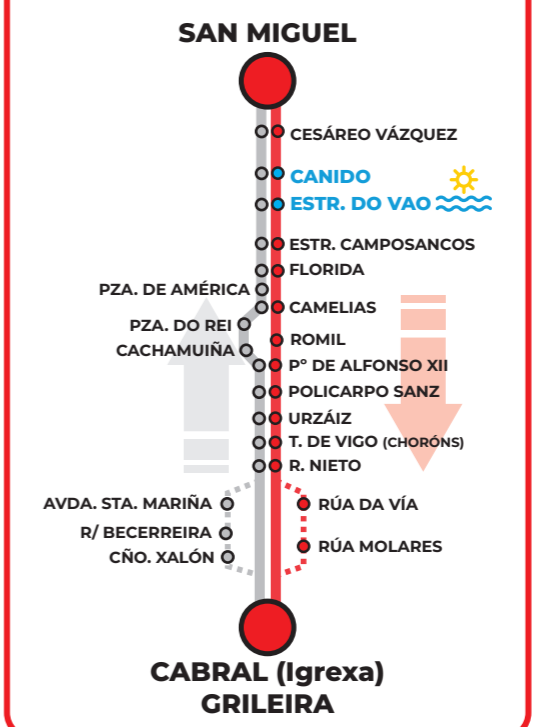 SAN MIGUEL
CESÁREO VÁZQUEZ
CANIDO
ESTR. DO VAO
ESTR. CAMPOSANCOS
FLORIDA
PZA. DE AMÉRICA
CAMELIAS
PZA. DO REI
ROMIL
CACHAMUIÑA
Pº DE ALFONSO XII
POLICARPO SANZ
URZÁIZ
T. DE VIGO (CHORÓNS)
R. NIETO
AVDA. STA. MARIÑA
RÚA DA VÍA
R/ BECERREIRA
RÚA MOLARES
CÑO. XALÓN
CABRAL (Igrexa)
GRILEIRA